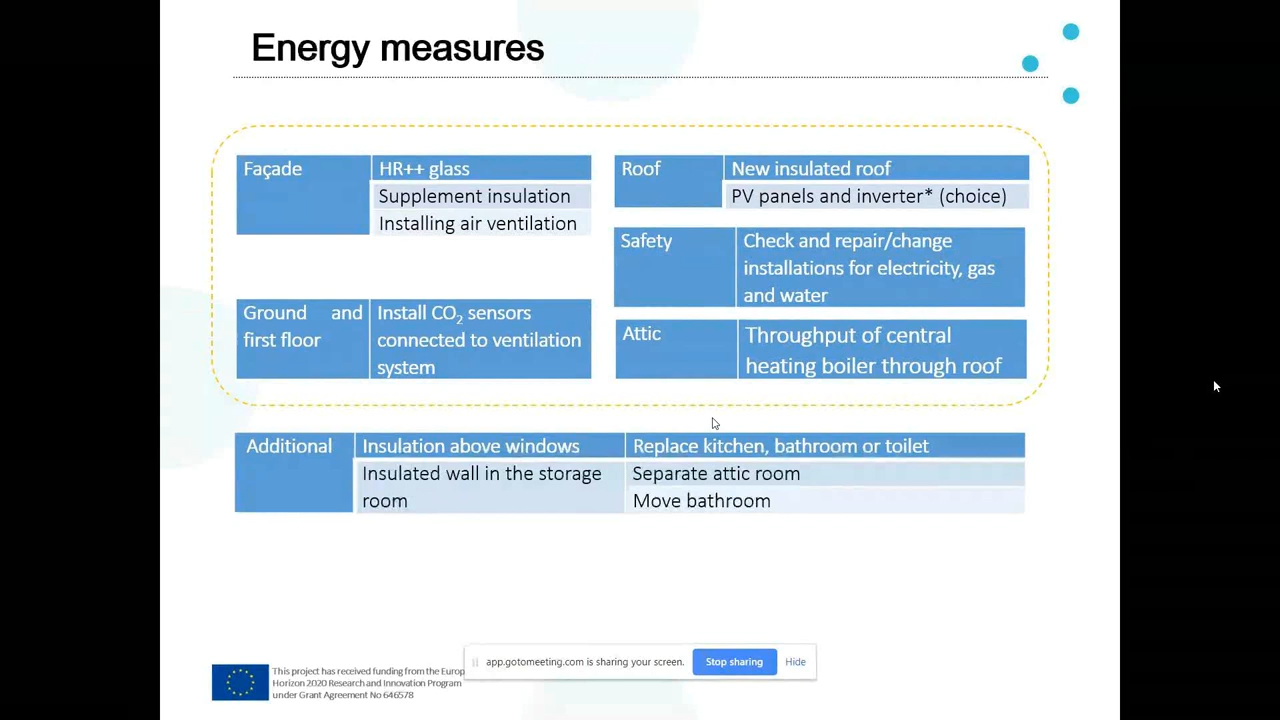 Energy measures
Façade
HR++ glass
Supplement insulation
Installing air ventilation
Roof
New insulated roof
PV panels and inverter* (choice)
Safety
Check and repair/change
installations for electricity, gas
and water
Ground and
first floor
Install CO₂ sensors
connected to ventilation
system
Attic
Throughput of central
heating boiler through roof
Additional
Insulation above windows
Replace kitchen, bathroom or toilet
Insulated wall in the storage
room
Separate attic room
Move bathroom
app.gotomeeting.com is sharing your screen.
Stop sharing
Hide
This project has received funding from the Europ
Horizon 2020 Research and Innovation Program
under Grant Agreement No 646578